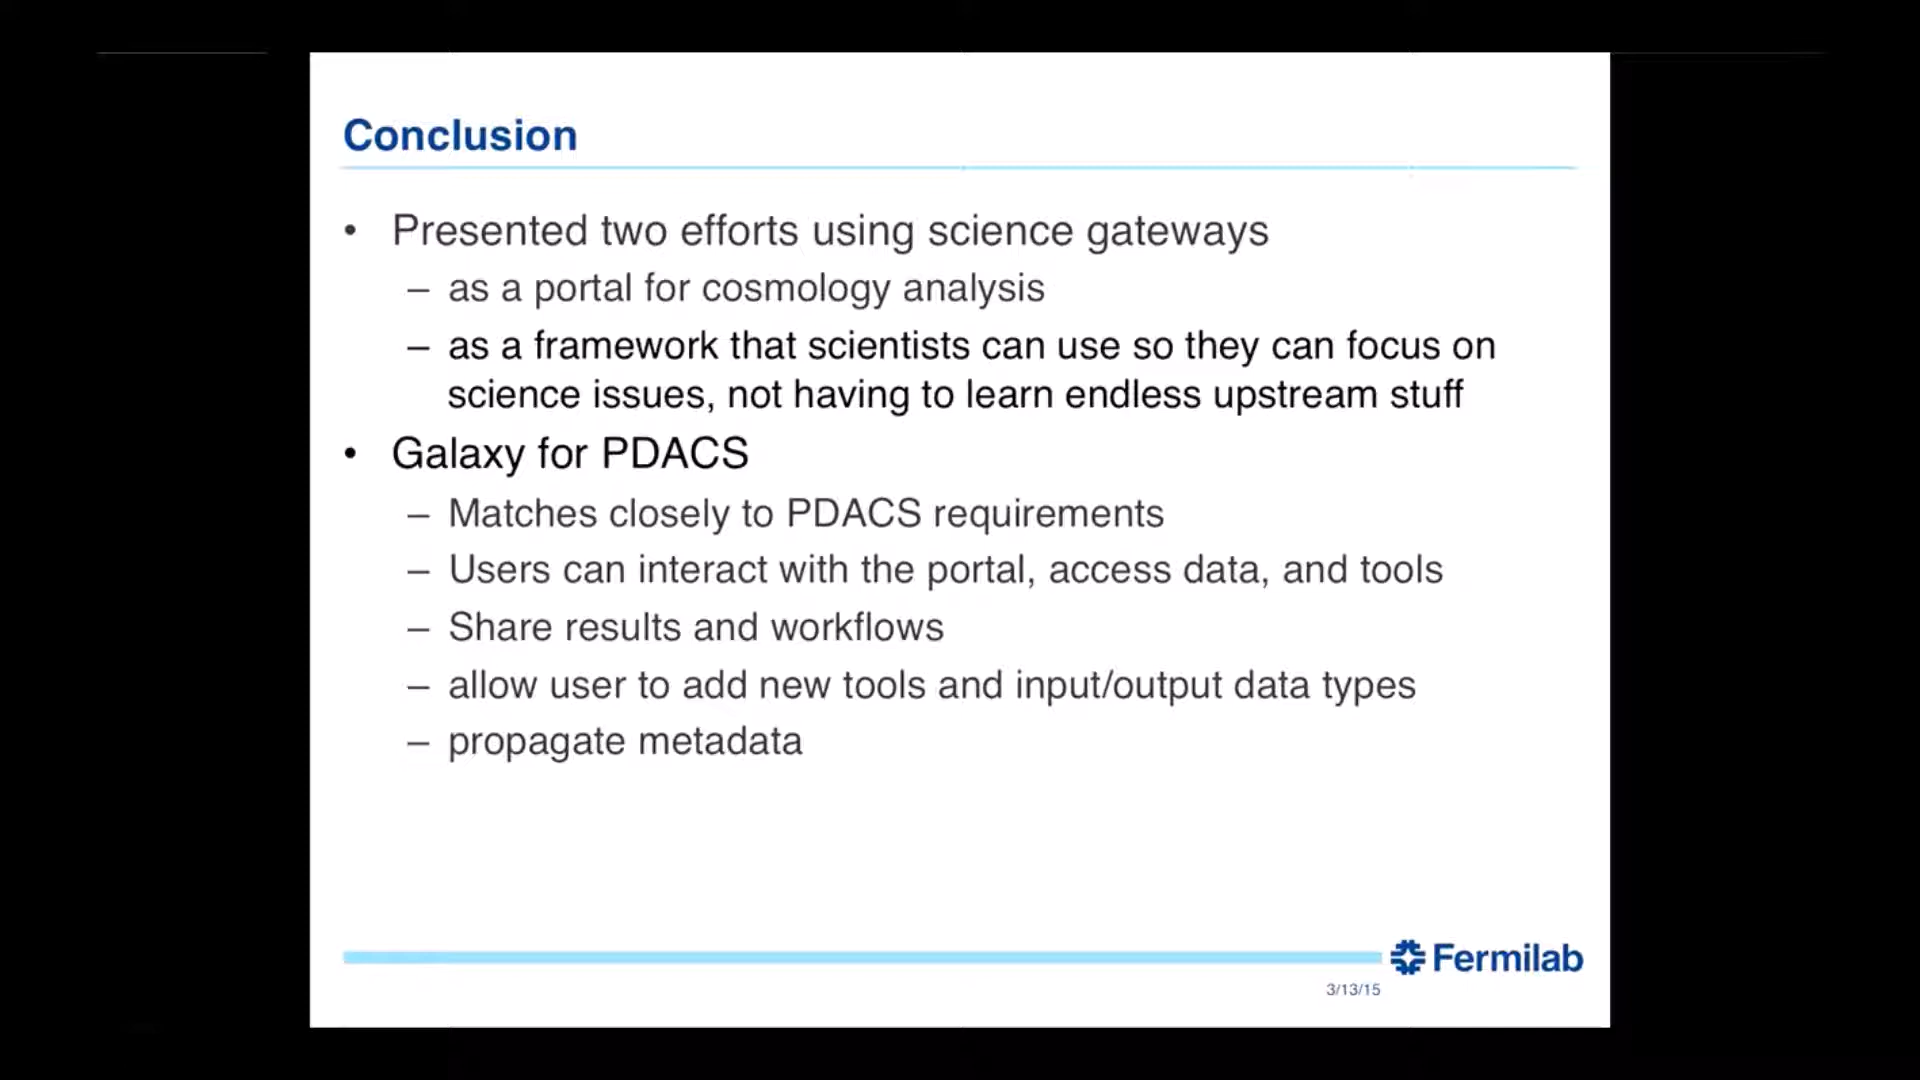 Conclusion
• Presented two efforts using science gateways
– as a portal for cosmology analysis
– as a framework that scientists can use so they can focus on
science issues, not having to learn endless upstream stuff
• Galaxy for PDACS
– Matches closely to PDACS requirements
– Users can interact with the portal, access data, and tools
– Share results and workflows
– allow user to add new tools and input/output data types
– propagate metadata
Fermilab
3/13/15